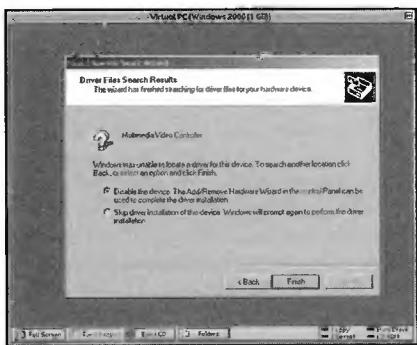 Virtual PC (Windows 2000 (1 GB))
Driver Files Search Results
The wizard has finished searching for driver files for your hardware device.
Multimedia Video Controller
Windows was unable to locate a driver for this device. To search another location click
Back, or select an option and click Finish.
Disable the device. The Add/Remove Hardware Wizard in the Control Panel can be
used to complete the driver installation.
Skip driver installation of the device. Windows will prompt again to perform the driver
installation.
< Back Finish
Full Screen Folders